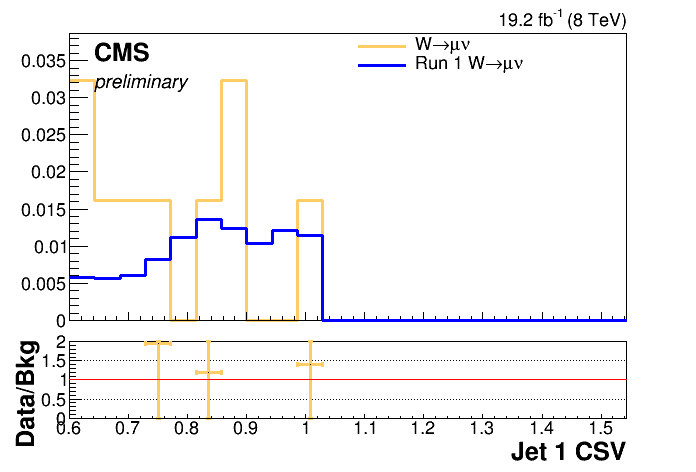 19.2 fb⁻¹ (8 TeV)
CMS
preliminary
W→μν
Run 1 W→μν
0.035
0.03
0.025
0.02
0.015
0.01
0.005
0
Data/Bkg
2
1.5
1
0.5
0
0.6 0.7 0.8 0.9 1 1.1 1.2 1.3 1.4 1.5
Jet 1 CSV